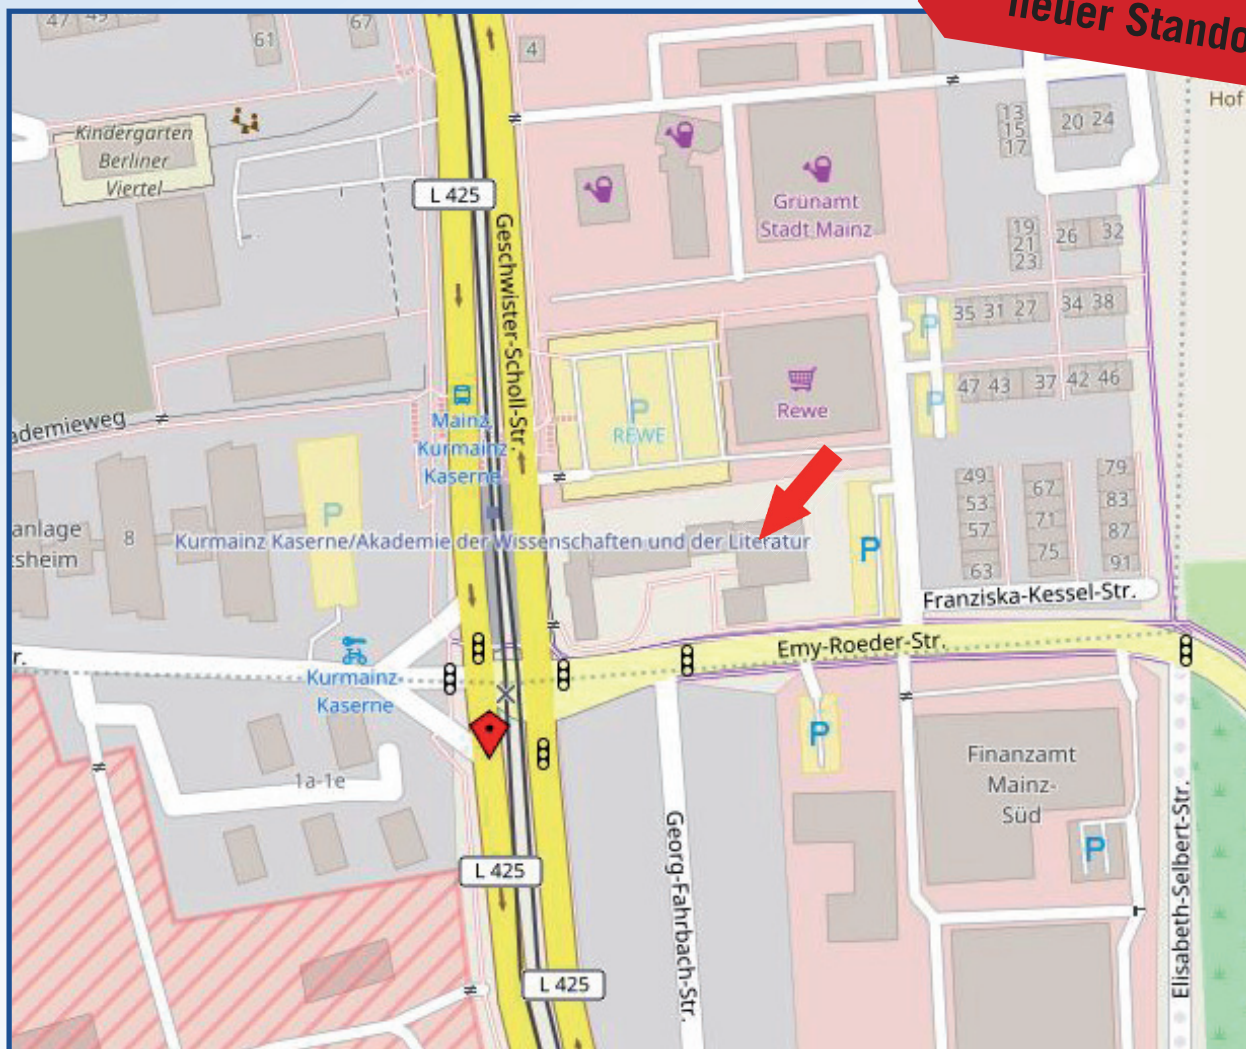 neuer Stando
47 49
61
67
4
Hof
Kindergarten
Berliner
Viertel
L 425
Geschwister-Scholl-Str.
Grünamt
Stadt Mainz
13
15
17
20 24
19
21
23
26 32
35 31 27
34 38
47 43 37 42 46
P
P
P
REWE
Rewe
Mainz
Kurmainz
Kaserne
ademieweg
anlage
tsheim
8
P
Kurmainz Kaserne/Akademie der Wissenschaften und der Literatur
P
49
53
57
63
67
71
75
79
83
87
91
Franziska-Kessel-Str.
Emy-Roeder-Str.
r.
Kurmainz-
Kaserne
1a-1e
P
Finanzamt
Mainz-
Süd
P
L 425
Georg-Fahrbach-Str.
Elisabeth-Selbert-Str.
L 425